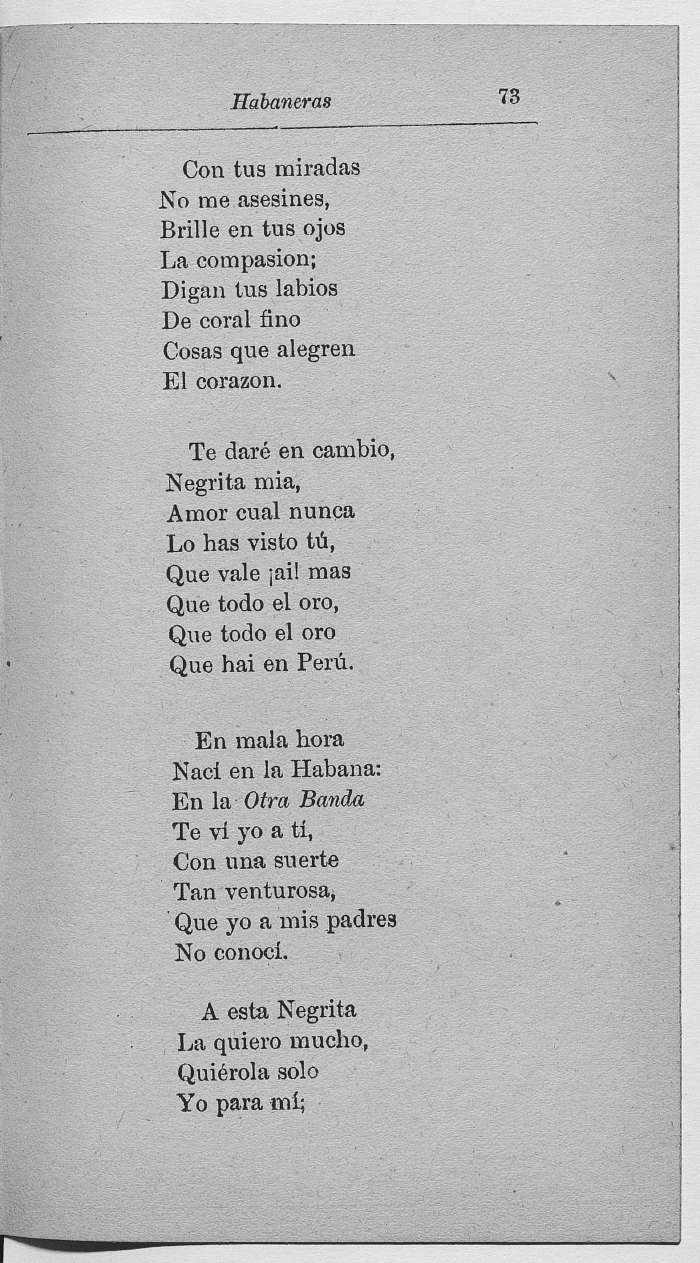 Habaneras 73
Con tus miradas
No me asesines,
Brille en tus ojos
La compasion;
Digan tus labios
De coral fino
Cosas que alegren
El corazon.
Te daré en cambio,
Negrita mia,
Amor cual nunca
Lo has visto tú,
Que vale ¡ai! mas
Que todo el oro,
Que todo el oro
Que hai en Perú.
En mala hora
Nací en la Habana:
En la Otra Banda
Te ví yo a tí,
Con una suerte
Tan venturosa,
Que yo a mis padres
No conocí.
A esta Negrita
La quiero mucho,
Quiérola solo
Yo para mí;